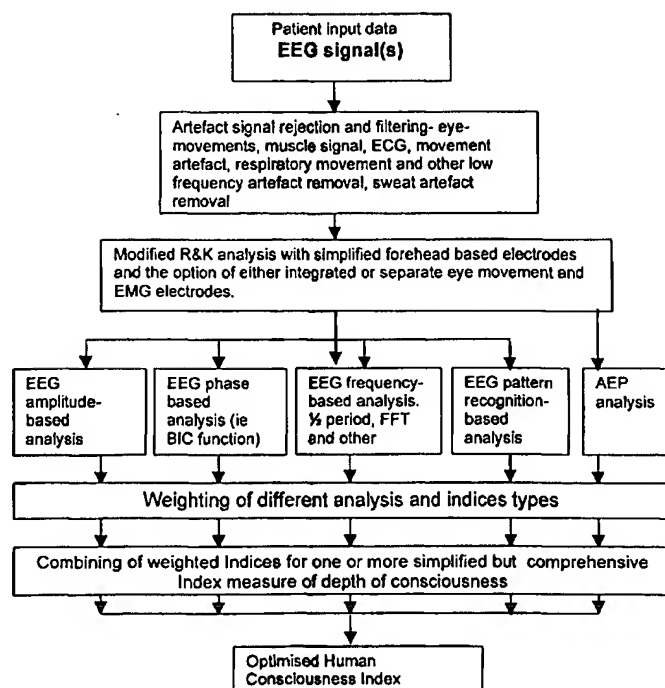 Patient input data
EEG signal(s)
Artefact signal rejection and filtering- eye-
movements, muscle signal, ECG, movement
artefact, respiratory movement and other low
frequency artefact removal, sweat artefact
removal
Modified R&K analysis with simplified forehead based electrodes
and the option of either integrated or separate eye movement and
EMG electrodes.
EEG
amplitude-
based
analysis
EEG phase
based
analysis (ie
BIC function)
EEG frequency-
based analysis.
½ period, FFT
and other
EEG pattern
recognition-
based
analysis
AEP
analysis
Weighting of different analysis and indices types
Combining of weighted Indices for one or more simplified but comprehensive
Index measure of depth of consciousness
Optimised Human
Consciousness Index